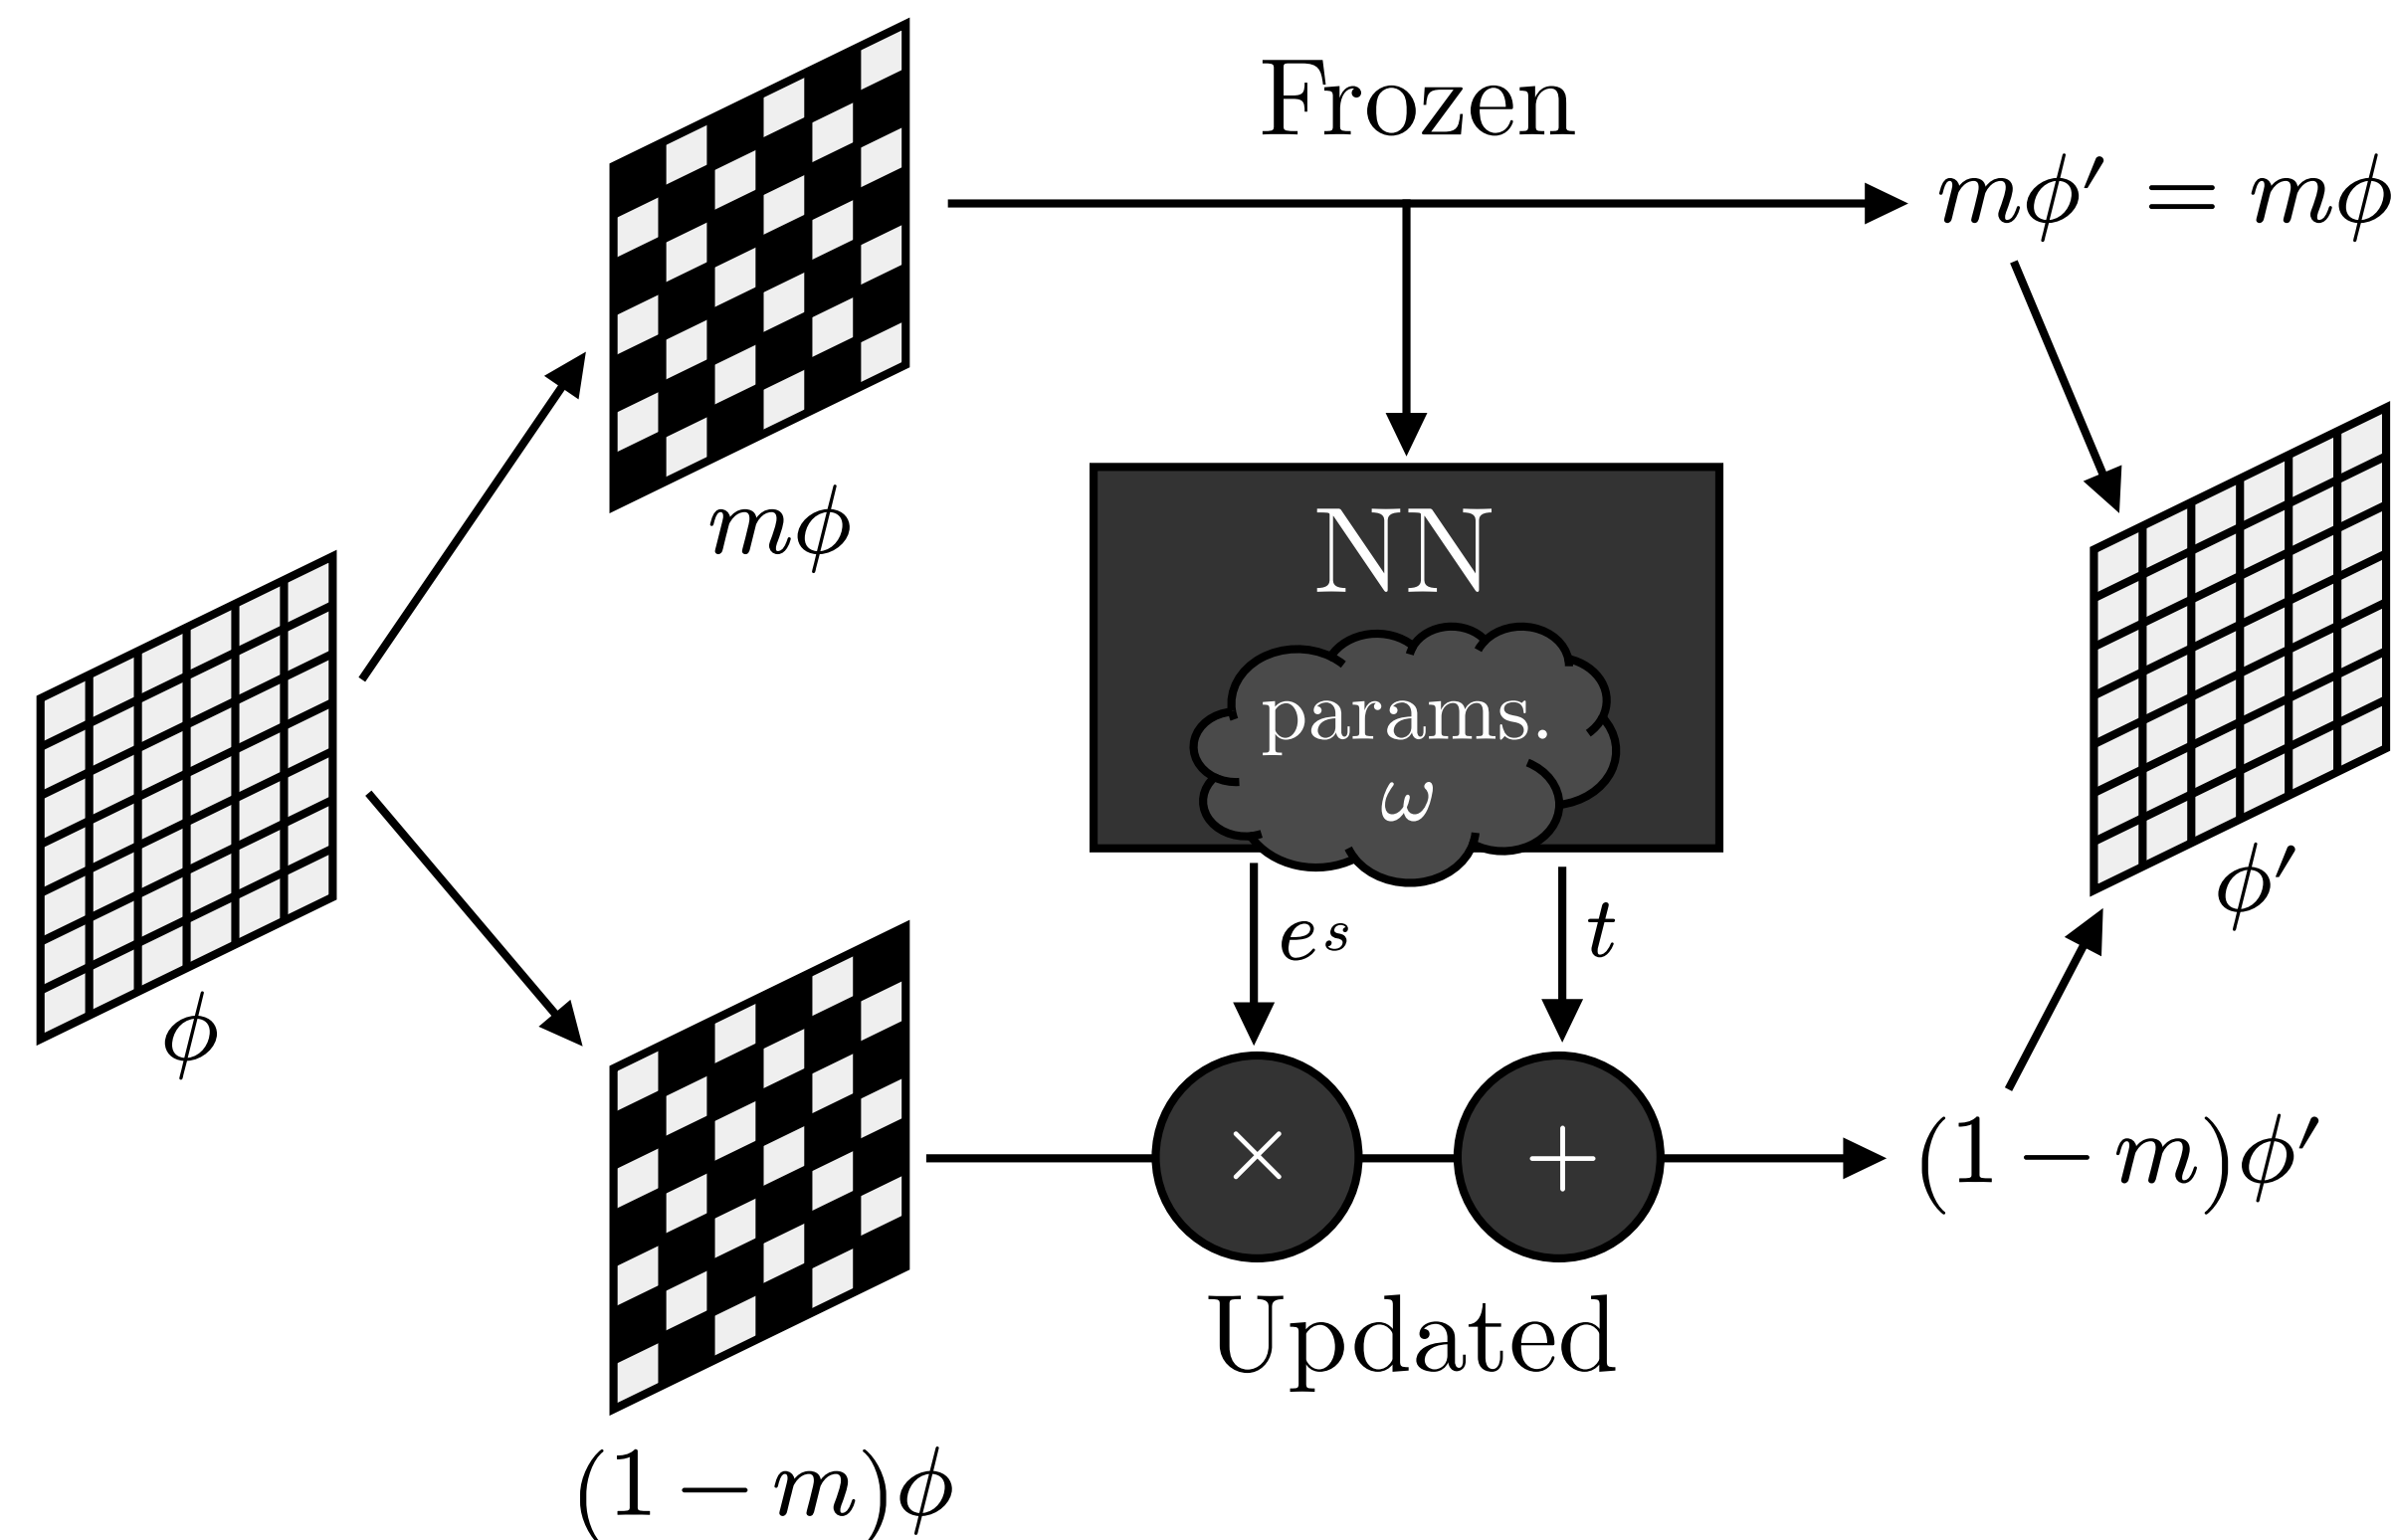 Frozen
mϕ′ = mϕ
mϕ
NN
params.
ω
e^s
t
ϕ
ϕ′
×
+
(1 − m)ϕ′
Updated
(1 − m)ϕ